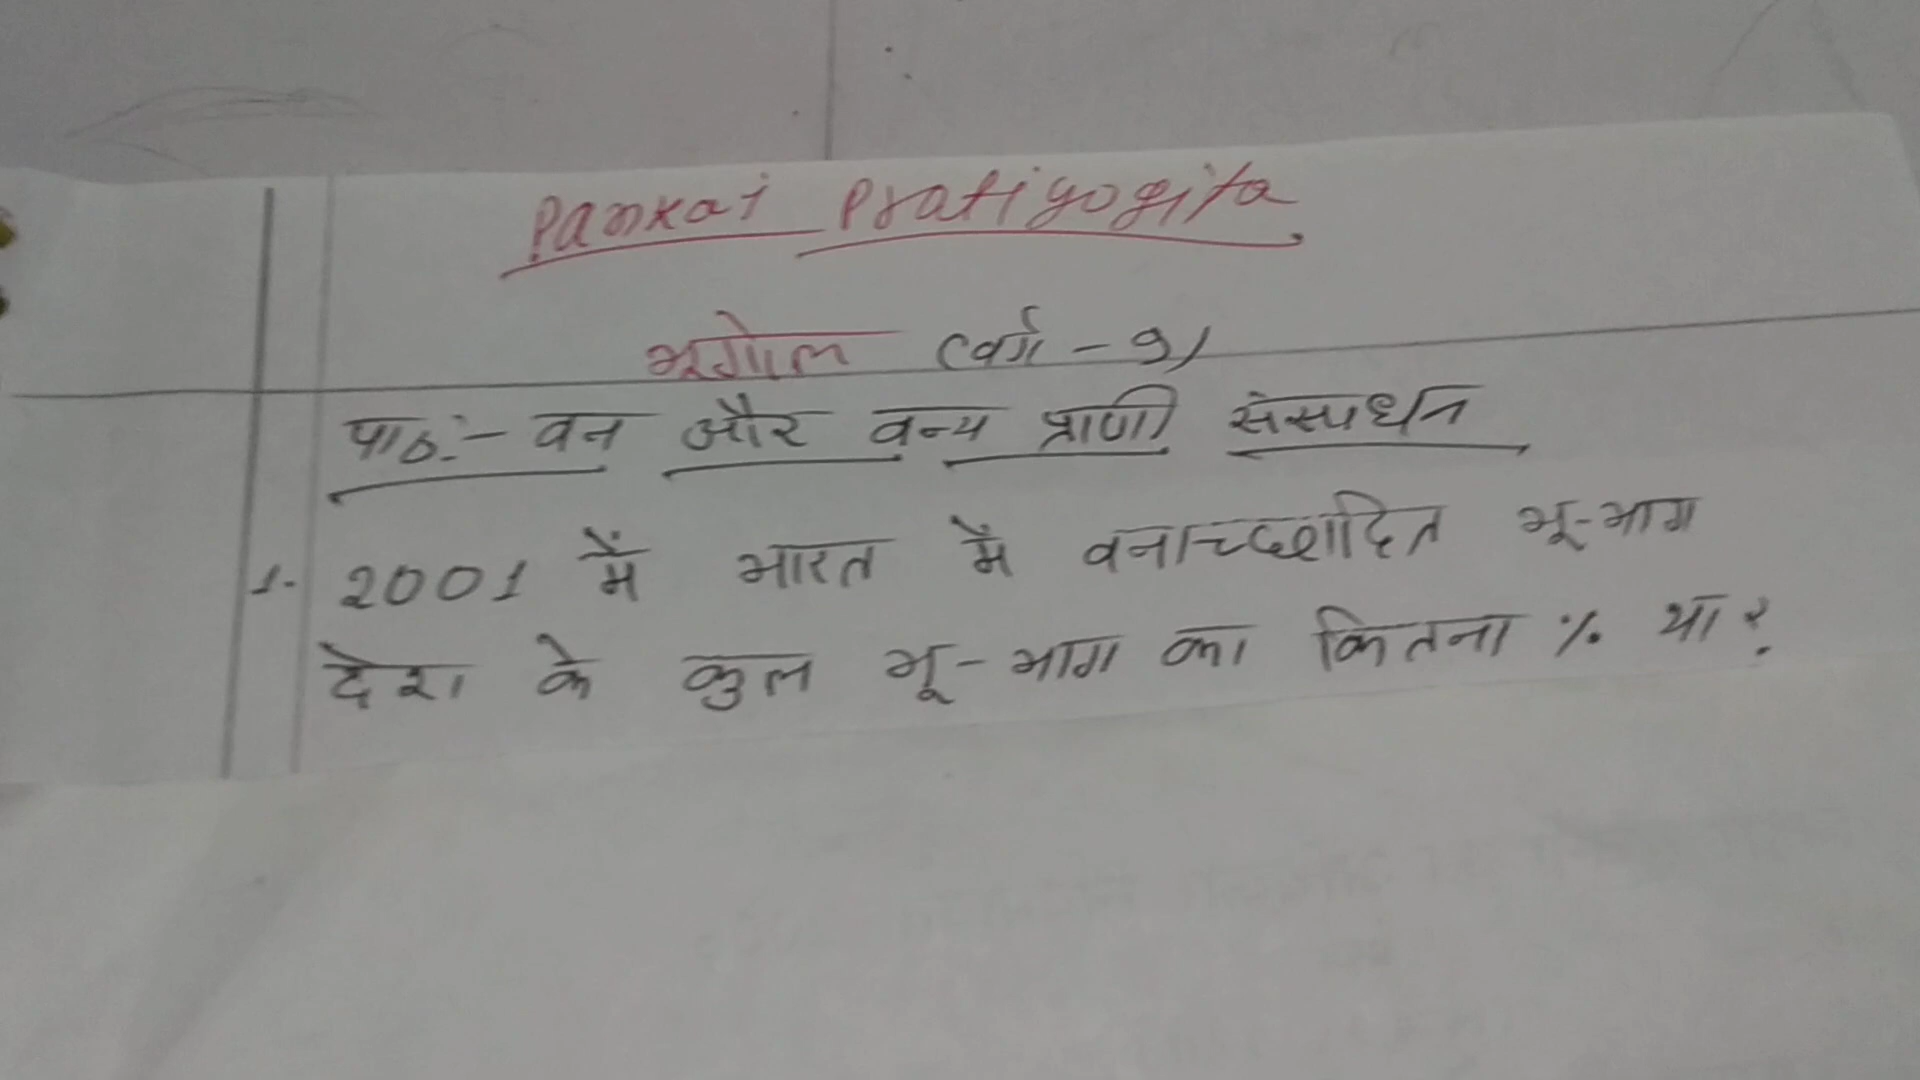 Pankaj Pratiyogita
भूगोल (वर्ग - 9)
पाठ:- वन और वन्य प्राणी संसाधन
1. 2001 में भारत में वनाच्छादित भू-भाग
देश के कुल भू-भाग का कितना % था?